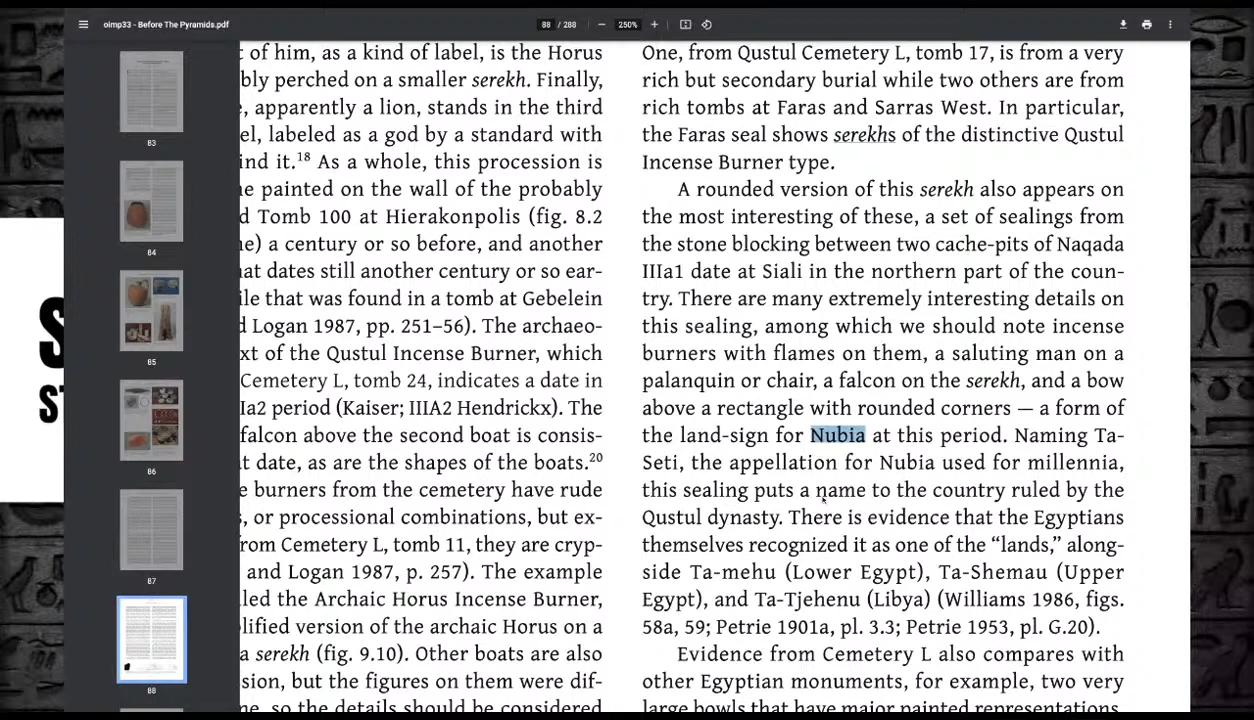 oimp33 - Before The Pyramids.pdf
88 / 288
250%
83
84
85
86
87
88
S
ST
of him, as a kind of label, is the Horus
bly perched on a smaller serekh. Finally,
, apparently a lion, stands in the third
el, labeled as a god by a standard with
ind it.18 As a whole, this procession is
e painted on the wall of the probably
d Tomb 100 at Hierakonpolis (fig. 8.2
ne) a century or so before, and another
hat dates still another century or so ear-
ile that was found in a tomb at Gebelein
d Logan 1987, pp. 251–56). The archaeo-
xt of the Qustul Incense Burner, which
Cemetery L, tomb 24, indicates a date in
Ia2 period (Kaiser; IIIA2 Hendrickx). The
falcon above the second boat is consis-
t date, as are the shapes of the boats.20
e burners from the cemetery have rude
s, or processional combinations, but ex-
rom Cemetery L, tomb 11, they are cryp-
and Logan 1987, p. 257). The example
led the Archaic Horus Incense Burner,
lified version of the archaic Horus on a
a serekh (fig. 9.10). Other boats are also
sion, but the figures on them were dif-
ne, so the details should be considered
One, from Qustul Cemetery L, tomb 17, is from a very
rich but secondary burial while two others are from
rich tombs at Faras and Sarras West. In particular,
the Faras seal shows serekhs of the distinctive Qustul
Incense Burner type.
A rounded version of this serekh also appears on
the most interesting of these, a set of sealings from
the stone blocking between two cache-pits of Naqada
IIIa1 date at Siali in the northern part of the coun-
try. There are many extremely interesting details on
this sealing, among which we should note incense
burners with flames on them, a saluting man on a
palanquin or chair, a falcon on the serekh, and a bow
above a rectangle with rounded corners — a form of
the land-sign for Nubia at this period. Naming Ta-
Seti, the appellation for Nubia used for millennia,
this sealing puts a name to the country ruled by the
Qustul dynasty. There is evidence that the Egyptians
themselves recognized it as one of the “lands,” along-
side Ta-mehu (Lower Egypt), Ta-Shemau (Upper
Egypt), and Ta-Tjehenu (Libya) (Williams 1986, figs.
58a, 59; Petrie 1901a, pl. 3.3; Petrie 1953, pl. G.20).
Evidence from Cemetery L also compares with
other Egyptian monuments, for example, two very
large bowls that have major painted representations.